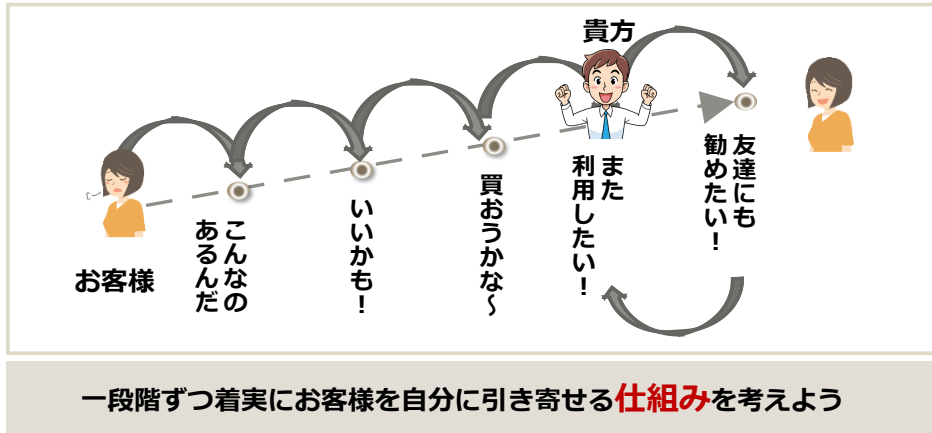 貴方
お客様
こんなの
あるんだ
いいかも！
買おうかな～
また
利用したい！
友達にも
勧めたい！
一段階ずつ着実にお客様を自分に引き寄せる仕組みを考えよう